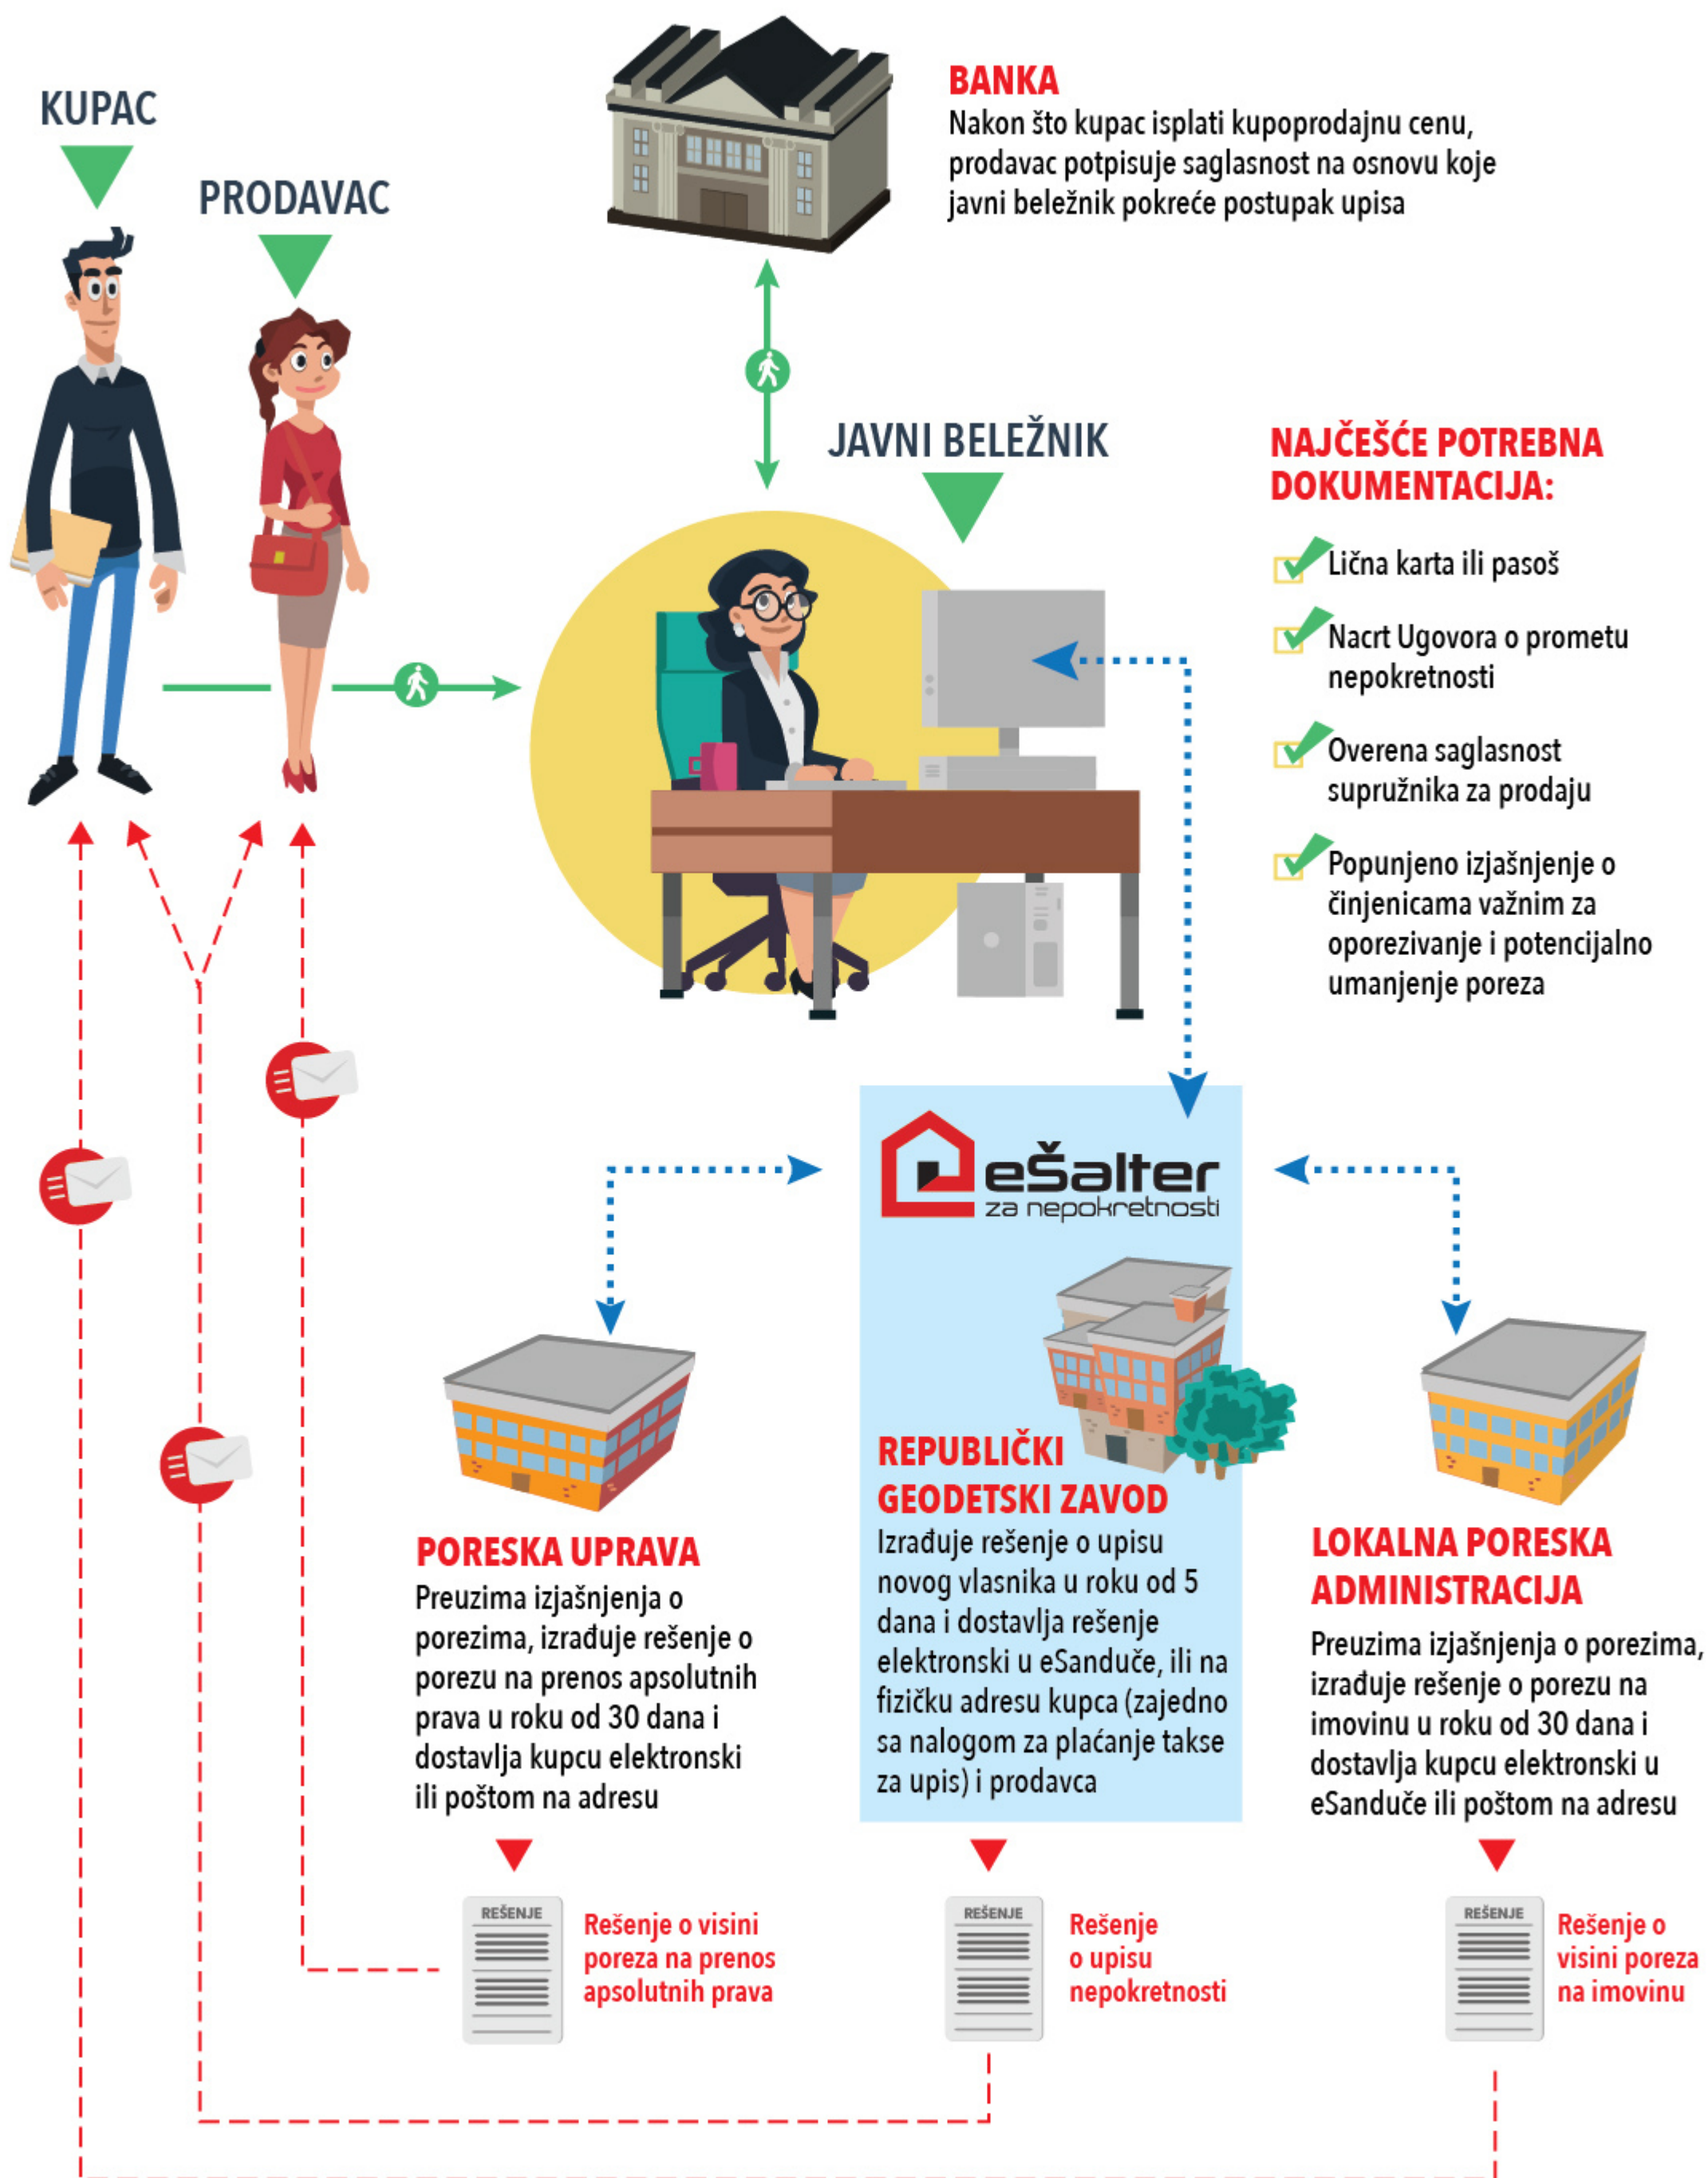 KUPAC
PRODAVAC
BANKA
Nakon što kupac isplati kupoprodajnu cenu,
prodavac potpisuje saglasnost na osnovu koje
javni beležnik pokreće postupak upisa
JAVNI BELEŽNIK
NAJČEŠĆE POTREBNA
DOKUMENTACIJA:
Lična karta ili pasoš
Nacrt Ugovora o prometu
nepokretnosti
Overena saglasnost
supružnika za prodaju
Popunjeno izjašnjenje o
činjenicama važnim za
oporezivanje i potencijalno
umanjenje poreza
eŠalter
za nepokretnosti
PORESKA UPRAVA
Preuzima izjašnjenja o
porezima, izrađuje rešenje o
porezu na prenos apsolutnih
prava u roku od 30 dana i
dostavlja kupcu elektronski
ili poštom na adresu
REPUBLIČKI
GEODETSKI ZAVOD
Izrađuje rešenje o upisu
novog vlasnika u roku od 5
dana i dostavlja rešenje
elektronski u eSanduče, ili na
fizičku adresu kupca (zajedno
sa nalogom za plaćanje takse
za upis) i prodavca
LOKALNA PORESKA
ADMINISTRACIJA
Preuzima izjašnjenja o porezima,
izrađuje rešenje o porezu na
imovinu u roku od 30 dana i
dostavlja kupcu elektronski u
eSanduče ili poštom na adresu
REŠENJE
Rešenje o visini
poreza na prenos
apsolutnih prava
REŠENJE
Rešenje
o upisu
nepokretnosti
REŠENJE
Rešenje o
visini poreza
na imovinu